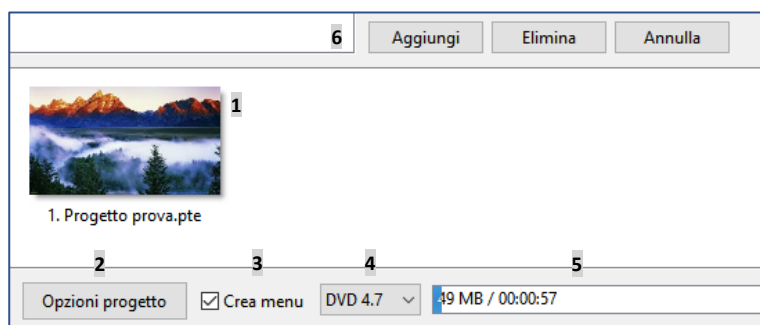 6 Aggiungi Elimina Annulla
1
1. Progetto prova.pte
2 3 4 5
Opzioni progetto Crea menu DVD 4.7 49 MB / 00:00:57